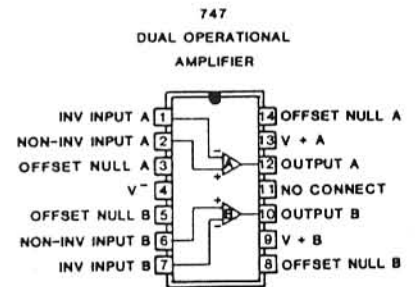 747
DUAL OPERATIONAL
AMPLIFIER
INV INPUT A 1
NON-INV INPUT A 2
OFFSET NULL A 3
V⁻ 4
OFFSET NULL B 5
NON-INV INPUT B 6
INV INPUT B 7
14 OFFSET NULL A
13 V + A
12 OUTPUT A
11 NO CONNECT
10 OUTPUT B
9 V + B
8 OFFSET NULL B
− A +
+ B −